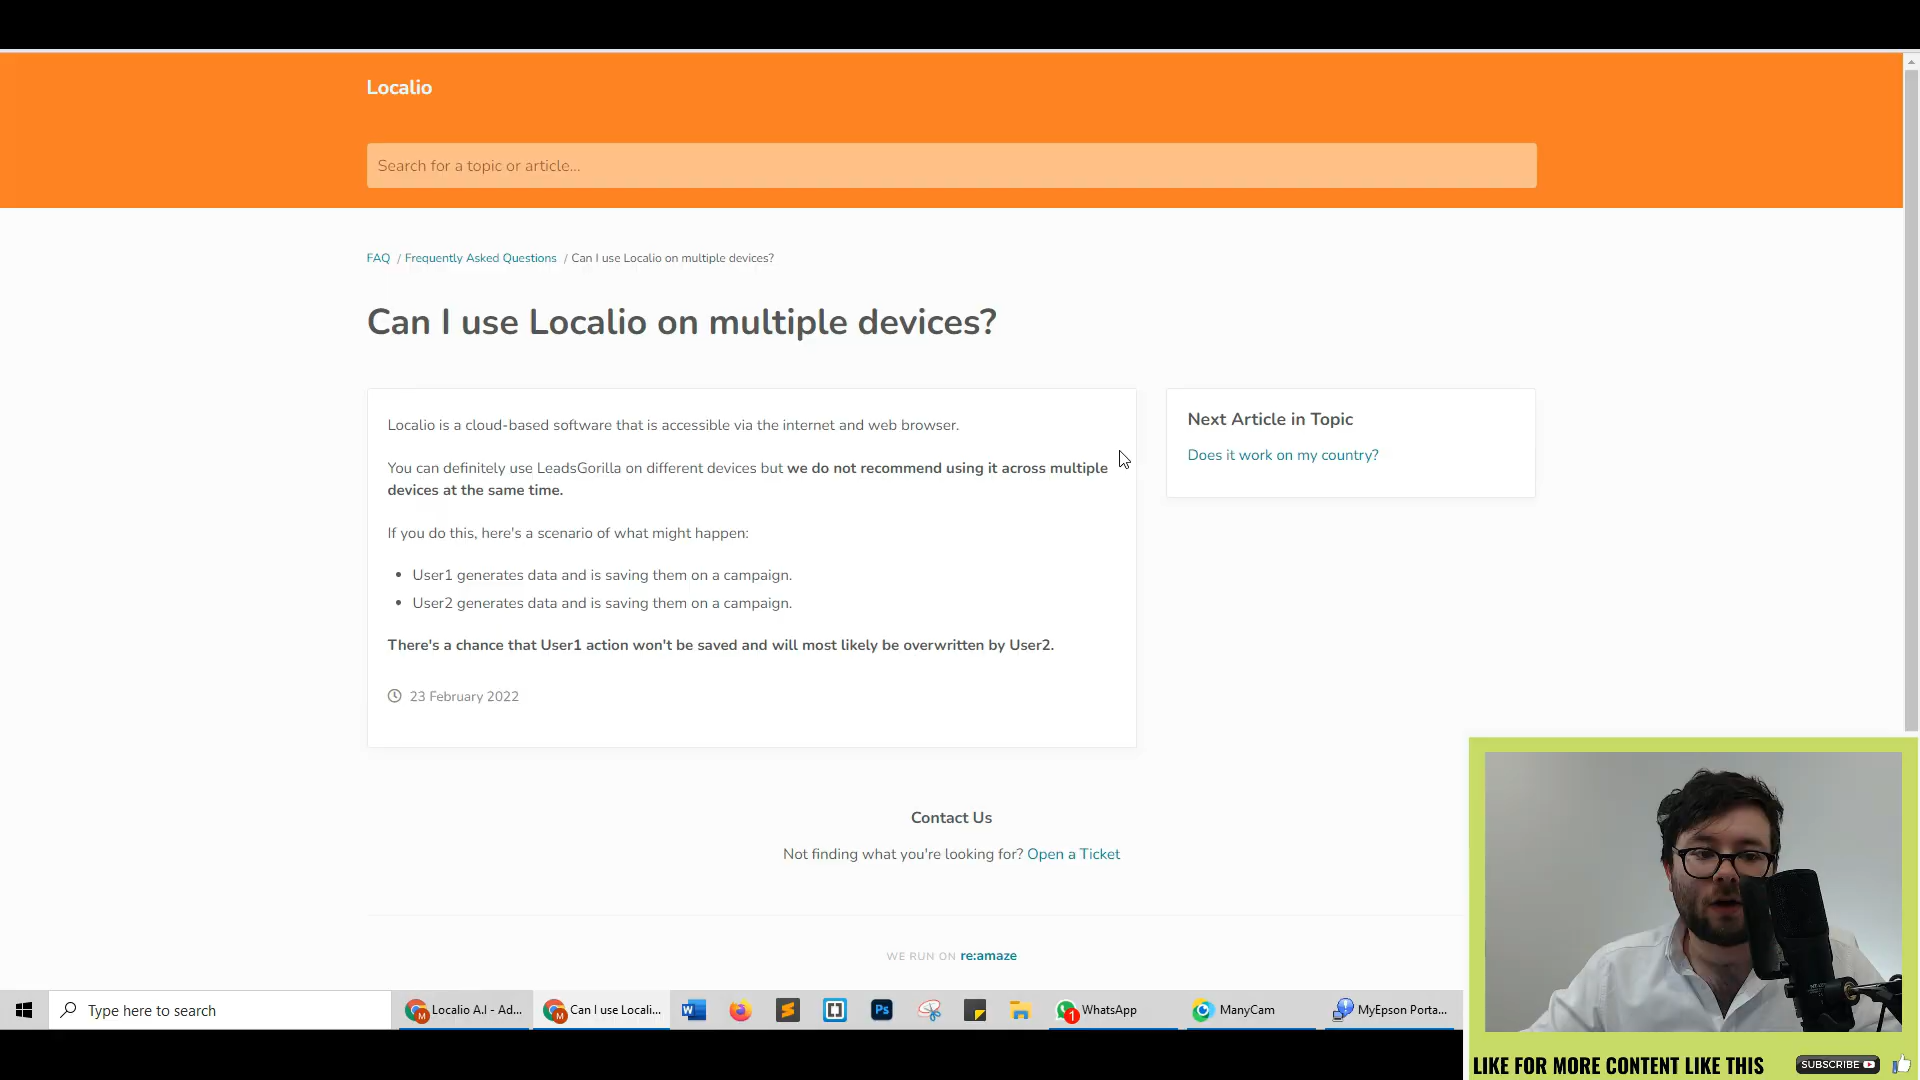 Localio
Search for a topic or article...
FAQ / Frequently Asked Questions / Can I use Localio on multiple devices?
Can I use Localio on multiple devices?
Localio is a cloud-based software that is accessible via the internet and web browser.
You can definitely use LeadsGorilla on different devices but we do not recommend using it across multiple
devices at the same time.
If you do this, here's a scenario of what might happen:
• User1 generates data and is saving them on a campaign.
• User2 generates data and is saving them on a campaign.
There's a chance that User1 action won't be saved and will most likely be overwritten by User2.
23 February 2022
Next Article in Topic
Does it work on my country?
Contact Us
Not finding what you're looking for? Open a Ticket
WE RUN ON re:amaze
Type here to search
M
Localio A.I - Ad...
M
Can I use Locali...
W
Ps
1
WhatsApp
ManyCam
MyEpson Porta...
LIKE FOR MORE CONTENT LIKE THIS
SUBSCRIBE